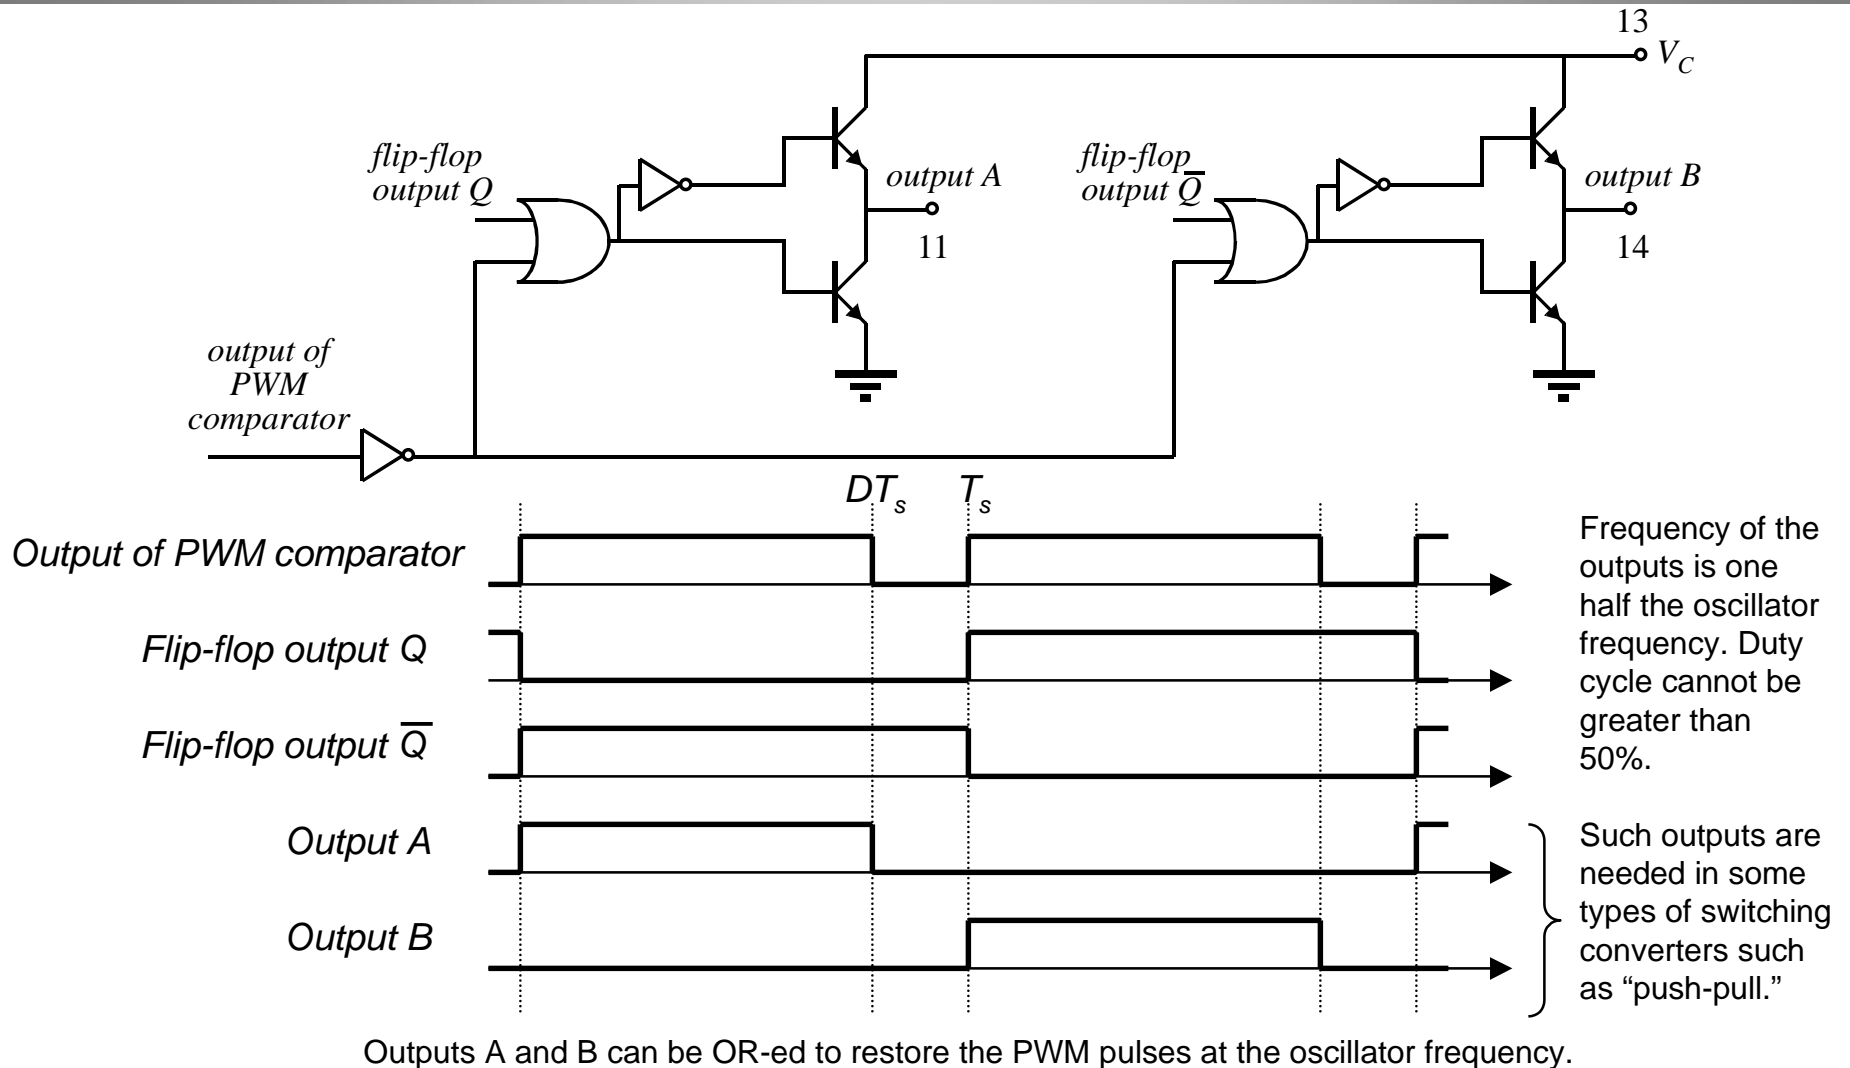 13
V_C
flip-flop
output Q
output A
11
flip-flop
output Q̅
output B
14
output of
PWM
comparator
DT_s
T_s
Output of PWM comparator
Flip-flop output Q
Flip-flop output Q̅
Output A
Output B
Frequency of the
outputs is one
half the oscillator
frequency. Duty
cycle cannot be
greater than
50%.
Such outputs are
needed in some
types of switching
converters such
as “push-pull.”
Outputs A and B can be OR-ed to restore the PWM pulses at the oscillator frequency.